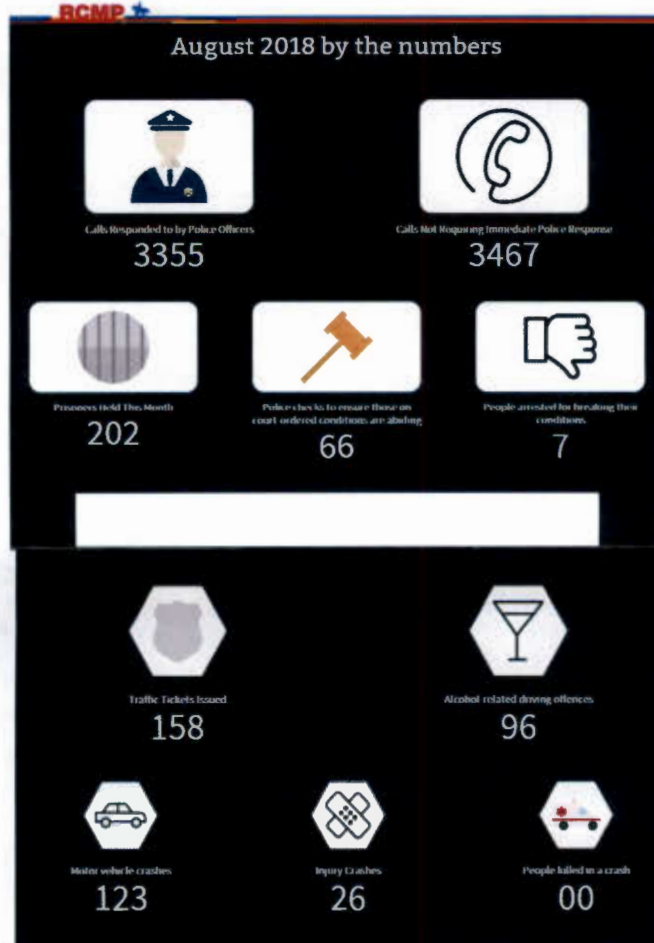 RCMP
August 2018 by the numbers
Calls Responded to by Police Officers
3355
Calls Not Requiring Immediate Police Response
3467
Prisoners Held This Month
202
Police checks to ensure those on
court-ordered conditions are abiding
66
People arrested for breaking their
conditions
7
Traffic Tickets Issued
158
Alcohol related driving offences
96
Motor vehicle crashes
123
Injury Crashes
26
People killed in a crash
00